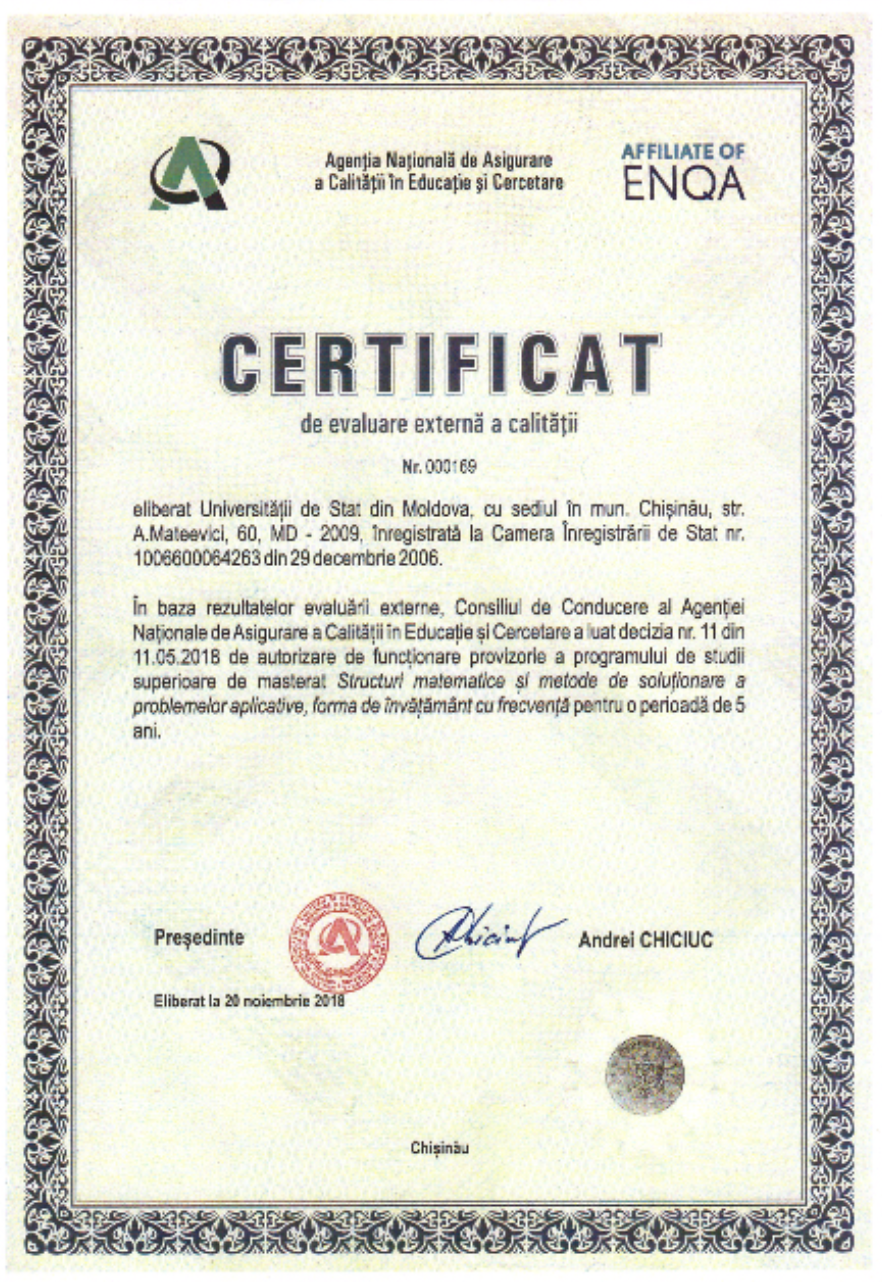 Agenția Națională de Asigurare
a Calității în Educație și Cercetare
AFFILIATE OF
ENQA
CERTIFICAT
de evaluare externă a calității
Nr. 000169
eliberat Universității de Stat din Moldova, cu sediul în mun. Chișinău, str.
A.Mateevici, 60, MD - 2009, înregistrată la Camera Înregistrării de Stat nr.
1006600064263 din 29 decembrie 2006.
În baza rezultatelor evaluării externe, Consiliul de Conducere al Agenției
Naționale de Asigurare a Calității în Educație și Cercetare a luat decizia nr. 11 din
11.05.2018 de autorizare de funcționare provizorie a programului de studii
superioare de masterat Structuri matematice și metode de soluționare a
problemelor aplicative, forma de învățământ cu frecvență pentru o perioadă de 5
ani.
Președinte
Andrei CHICIUC
Eliberat la 20 noiembrie 2018
Chișinău